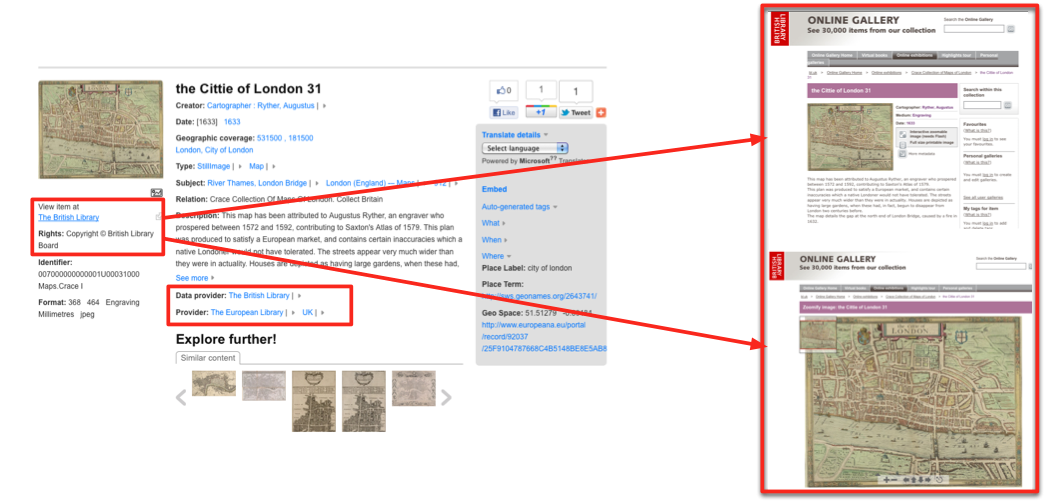 the Cittie of London 31
Creator: Cartographer : Ryther, Augustus |
Date: [1633] 1633
Geographic coverage: 531500 . 181500
London, City of London
Type: StillImage | Map |
Subject: River Thames, London Bridge | London (England) --- Maps |
Relation: Crace Collection Of Maps Of London. Collect Britain
Description: This map has been attributed to Augustus Ryther, an engraver who
prospered between 1572 and 1592, contributing to Saxton's Atlas of 1579. This plan
was produced to satisfy a European market, and contains certain inaccuracies which a
native Londoner would not have tolerated. The streets appear very much wider than
they were in actuality. Houses are depicted as having large gardens, when these had,
See more
Data provider: The British Library |
Provider: The European Library | UK |
Explore further!
Similar content
View item at
The British Library
Rights: Copyright © British Library
Board
Identifier:
007000000000001U00031000
Maps.Crace I
Format: 368 464 Engraving
Millimetres jpeg
0
1
1
Like
+1
Tweet
Translate details
Select language
Powered by Microsoft
Embed
Auto-generated tags
What
When
Where
Place Label: city of london
Place Term:
http://sws.geonames.org/2643741/
Geo Space: 51.51279
http://www.europeana.eu/portal
/record/92037
/25F9104787668C4B5148BE8E5AB8
BRITISH LIBRARY
ONLINE GALLERY
See 30,000 items from our collection
Search the Online Gallery
Online Gallery Home Virtual books Online exhibitions Highlights tour Personal
galleries
bl.uk > Online Gallery Home > Online exhibitions > Crace Collection of Maps of London > the Cittie of London
31
the Cittie of London 31
Cartographer: Ryther, Augustus
Medium: Engraving
Date: 1633
Interactive zoomable
image (needs Flash)
Full size printable image
More metadata
This map has been attributed to Augustus Ryther, an engraver who prospered
between 1572 and 1592, contributing to Saxton's Atlas of 1579.
This plan was produced to satisfy a European market, and contains certain
inaccuracies which a native Londoner would not have tolerated. The streets
appear very much wider than they were in actuality. Houses are depicted as
having large gardens, when these had, in fact, begun to disappear from
London two centuries before.
The map details the gap at the north end of London Bridge, caused by a fire in
1632.
Search within this
collection
Favourites
(What is this?)
You must log in to see
your favourites.
Personal galleries
(What is this?)
You must log in to create
and edit galleries.
See all user galleries
My tags for item
(What is this?)
You must log in to add
BRITISH LIBRARY
ONLINE GALLERY
See 30,000 items from our collection
Search the Online Gallery
Online Gallery Home Virtual books Online exhibitions Highlights tour Personal galleries
bl.uk > Online Gallery Home > Online exhibitions > Crace Collection of Maps of London > the Cittie of London 31
Zoomify image: the Cittie of London 31
LONDON